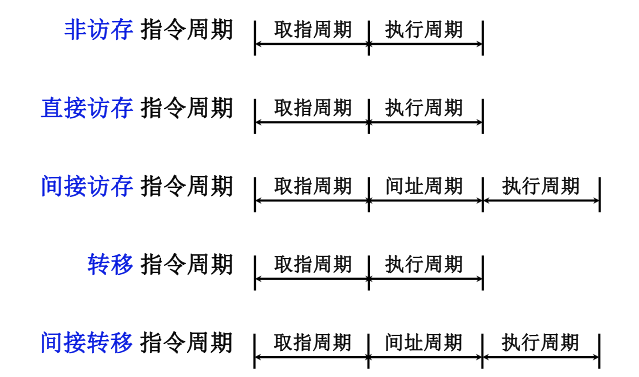 非访存 指令周期 取指周期 执行周期
直接访存 指令周期 取指周期 执行周期
间接访存 指令周期 取指周期 间址周期 执行周期
转移 指令周期 取指周期 执行周期
间接转移 指令周期 取指周期 间址周期 执行周期